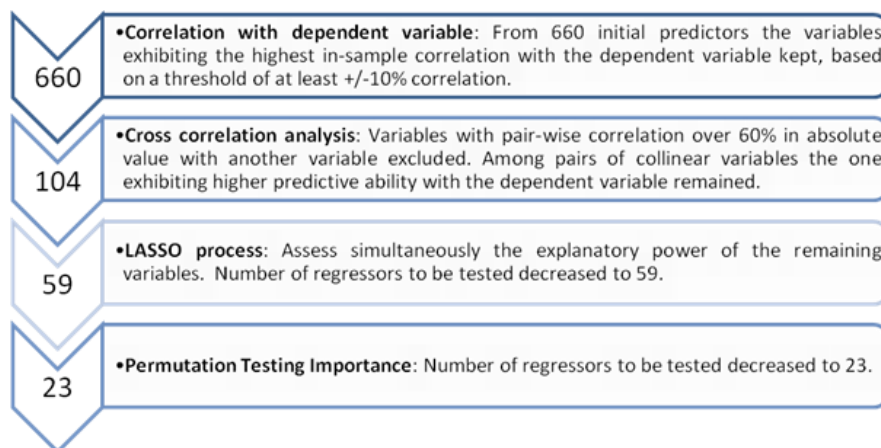 660
•Correlation with dependent variable: From 660 initial predictors the variables
exhibiting the highest in-sample correlation with the dependent variable kept, based
on a threshold of at least +/-10% correlation.
104
•Cross correlation analysis: Variables with pair-wise correlation over 60% in absolute
value with another variable excluded. Among pairs of collinear variables the one
exhibiting higher predictive ability with the dependent variable remained.
59
•LASSO process: Assess simultaneously the explanatory power of the remaining
variables. Number of regressors to be tested decreased to 59.
23
•Permutation Testing Importance: Number of regressors to be tested decreased to 23.